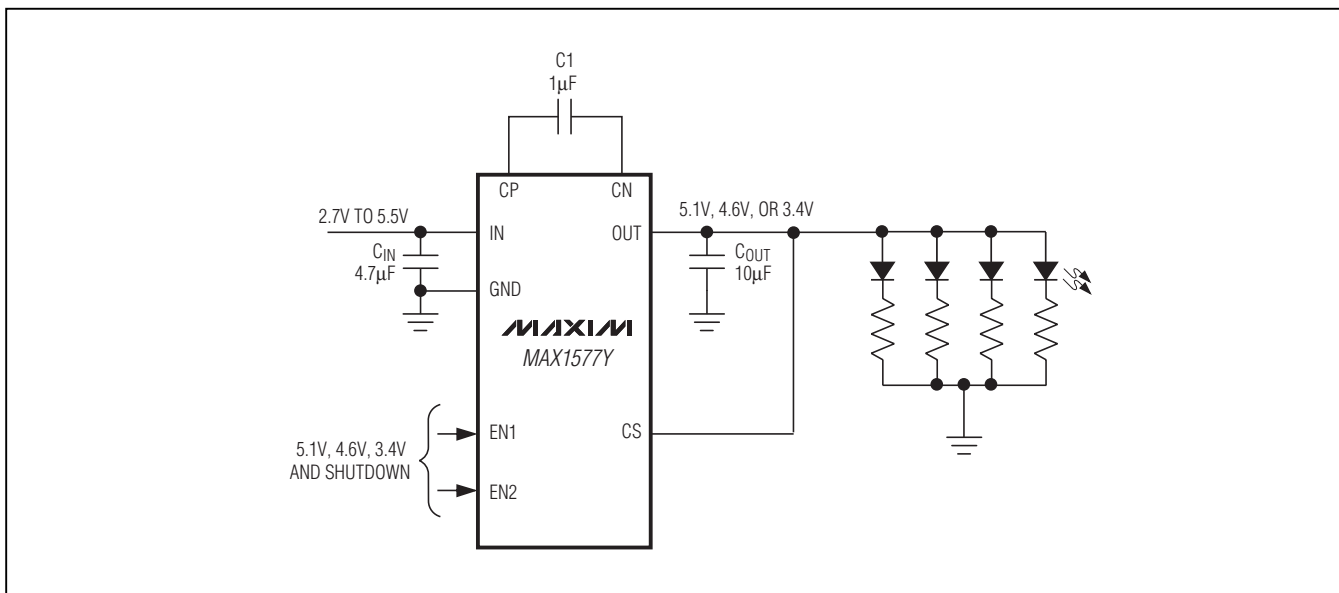 C1
1µF
CP
CN
2.7V TO 5.5V
5.1V, 4.6V, OR 3.4V
IN
OUT
CIN
4.7µF
COUT
10µF
GND
MAXIM
MAX1577Y
5.1V, 4.6V, 3.4V
AND SHUTDOWN
EN1
CS
EN2